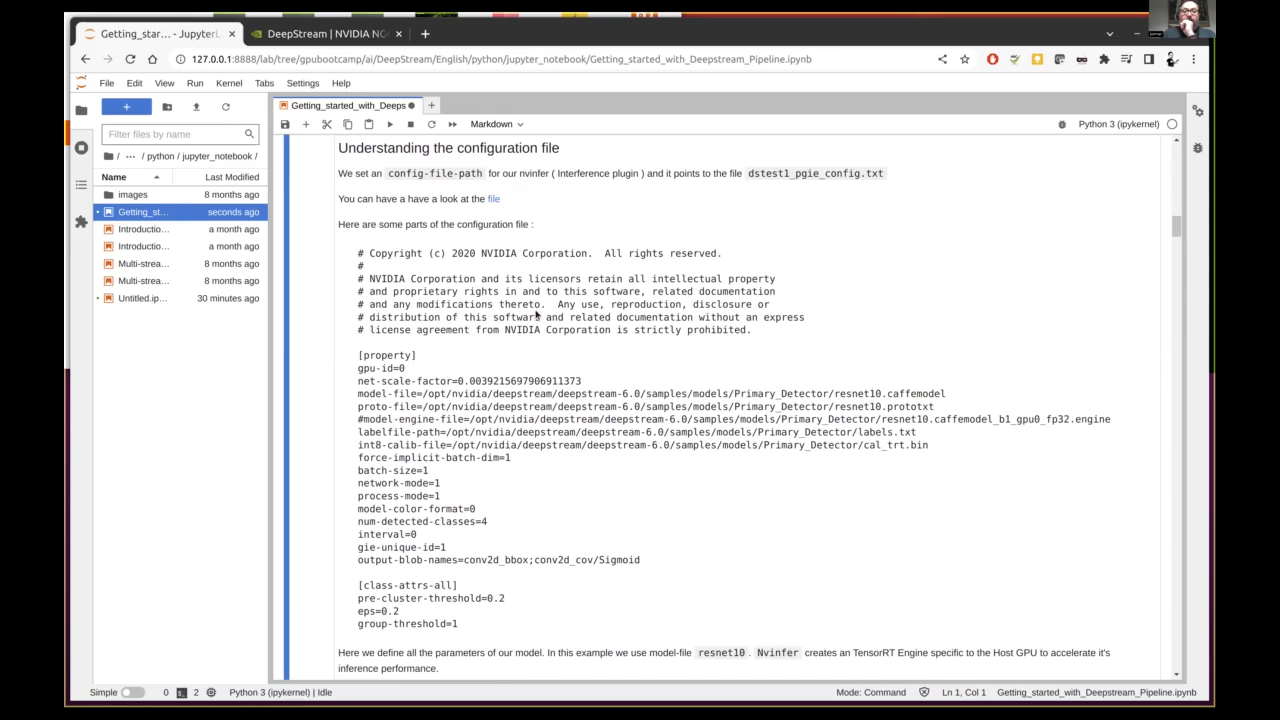 Getting_star... - JupyterL
DeepStream | NVIDIA NG
127.0.0.1:8888/lab/tree/gpubootcamp/ai/DeepStream/English/python/jupyter_notebook/Getting_started_with_Deepstream_Pipeline.ipynb
File Edit View Run Kernel Tabs Settings Help
Getting_started_with_Deeps
Markdown
Python 3 (ipykernel)
Filter files by name
/ ... / python / jupyter_notebook /
Name Last Modified
images 8 months ago
Getting_st... seconds ago
Introductio... a month ago
Introductio... a month ago
Multi-strea... 8 months ago
Multi-strea... 8 months ago
Untitled.ip... 30 minutes ago
Understanding the configuration file
We set an config-file-path for our nvinfer ( Interference plugin ) and it points to the file dstest1_pgie_config.txt
You can have a have a look at the file
Here are some parts of the configuration file :
# Copyright (c) 2020 NVIDIA Corporation. All rights reserved.
#
# NVIDIA Corporation and its licensors retain all intellectual property
# and proprietary rights in and to this software, related documentation
# and any modifications thereto. Any use, reproduction, disclosure or
# distribution of this software and related documentation without an express
# license agreement from NVIDIA Corporation is strictly prohibited.
[property]
gpu-id=0
net-scale-factor=0.0039215697906911373
model-file=/opt/nvidia/deepstream/deepstream-6.0/samples/models/Primary_Detector/resnet10.caffemodel
proto-file=/opt/nvidia/deepstream/deepstream-6.0/samples/models/Primary_Detector/resnet10.prototxt
#model-engine-file=/opt/nvidia/deepstream/deepstream-6.0/samples/models/Primary_Detector/resnet10.caffemodel_b1_gpu0_fp32.engine
labelfile-path=/opt/nvidia/deepstream/deepstream-6.0/samples/models/Primary_Detector/labels.txt
int8-calib-file=/opt/nvidia/deepstream/deepstream-6.0/samples/models/Primary_Detector/cal_trt.bin
force-implicit-batch-dim=1
batch-size=1
network-mode=1
process-mode=1
model-color-format=0
num-detected-classes=4
interval=0
gie-unique-id=1
output-blob-names=conv2d_bbox;conv2d_cov/Sigmoid
[class-attrs-all]
pre-cluster-threshold=0.2
eps=0.2
group-threshold=1
Here we define all the parameters of our model. In this example we use model-file resnet10 . Nvinfer creates an TensorRT Engine specific to the Host GPU to accelerate it's
inference performance.
Simple 0 2 Python 3 (ipykernel) | Idle
Mode: Command Ln 1, Col 1 Getting_started_with_Deepstream_Pipeline.ipynb